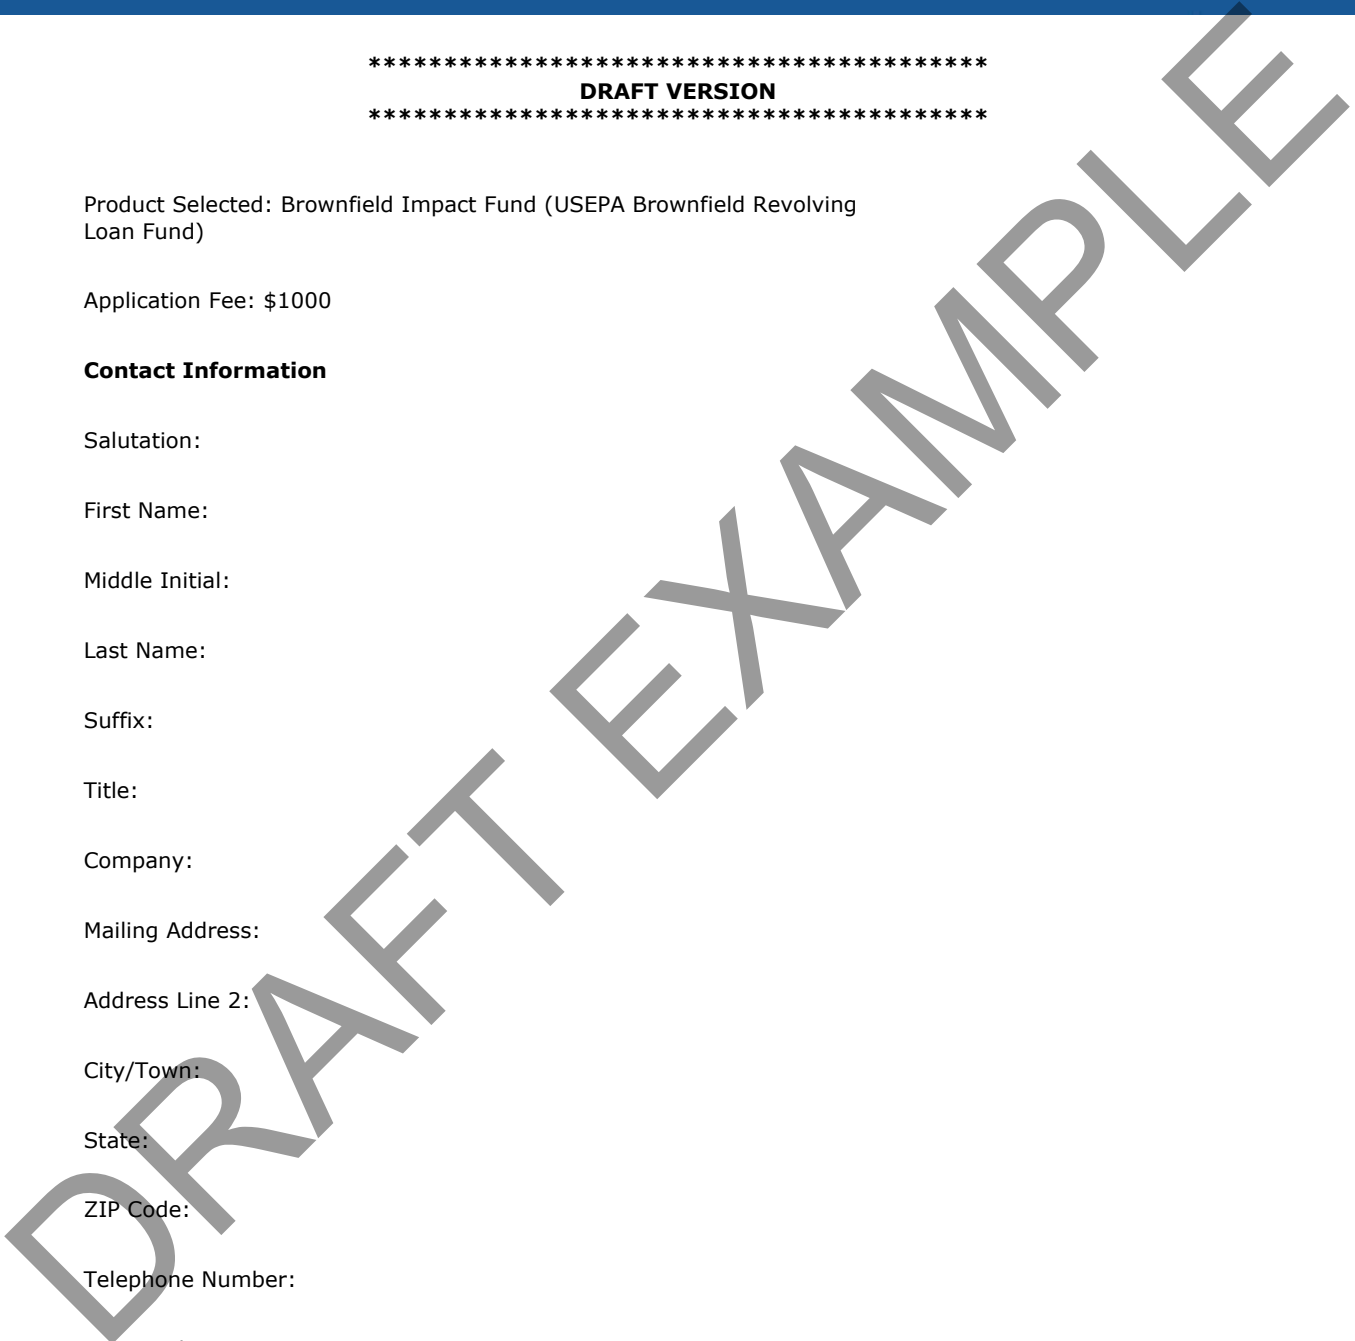 *****************************************
DRAFT VERSION
*****************************************
Product Selected: Brownfield Impact Fund (USEPA Brownfield Revolving
Loan Fund)
Application Fee: $1000
Contact Information
Salutation:
First Name:
Middle Initial:
Last Name:
Suffix:
Title:
Company:
Mailing Address:
Address Line 2:
City/Town:
State:
ZIP Code:
Telephone Number:
DRAFT EXAMPLE